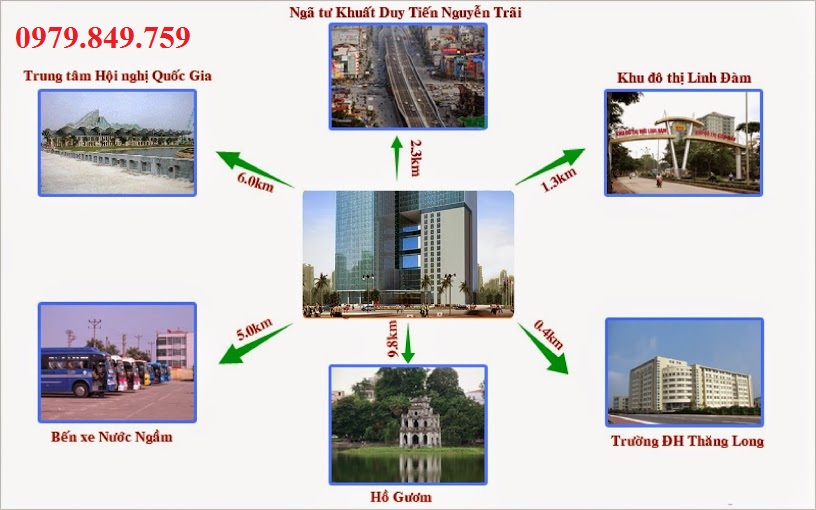 Ngã tư Khuất Duy Tiến Nguyễn Trãi
0979.849.759
Trung tâm Hội nghị Quốc Gia
Khu đô thị Linh Đàm
2.3km
6.0km
1.3km
5.0km
9.8km
0.4km
Bến xe Nước Ngầm
Trường ĐH Thăng Long
Hồ Gươm